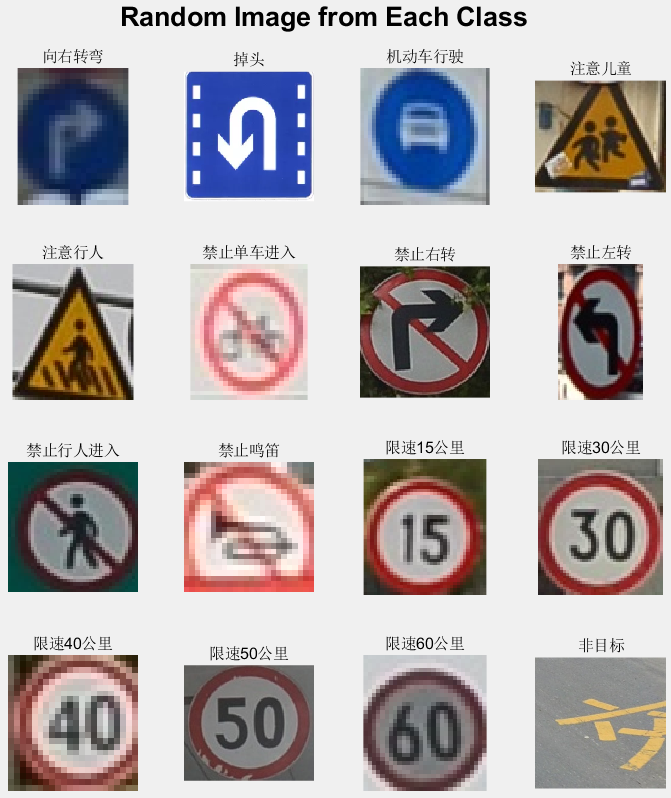 Random Image from Each Class
向右转弯
掉头
机动车行驶
注意儿童
注意行人
禁止单车进入
禁止右转
禁止左转
禁止行人进入
禁止鸣笛
限速15公里
限速30公里
15
30
限速40公里
限速50公里
限速60公里
非目标
40
50
60